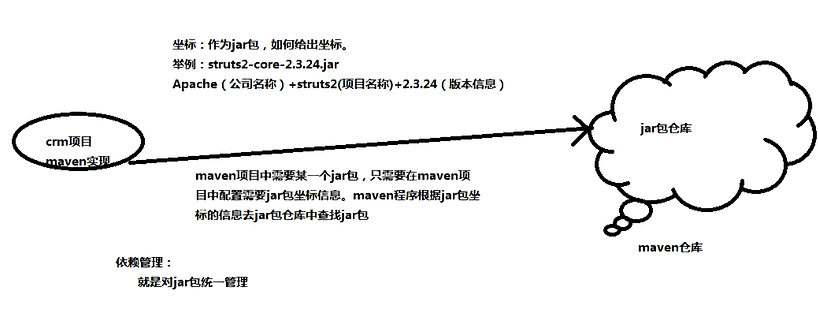 坐标：作为jar包，如何给出坐标。
举例：struts2-core-2.3.24.jar
Apache（公司名称）+struts2(项目名称)+2.3.24（版本信息）
crm项目
maven实现
jar包仓库
maven项目中需要某一个jar包，只需要在maven项
目中配置需要jar包坐标信息。maven程序根据jar包坐
标的信息去jar包仓库中查找jar包
maven仓库
依赖管理：
就是对jar包统一管理